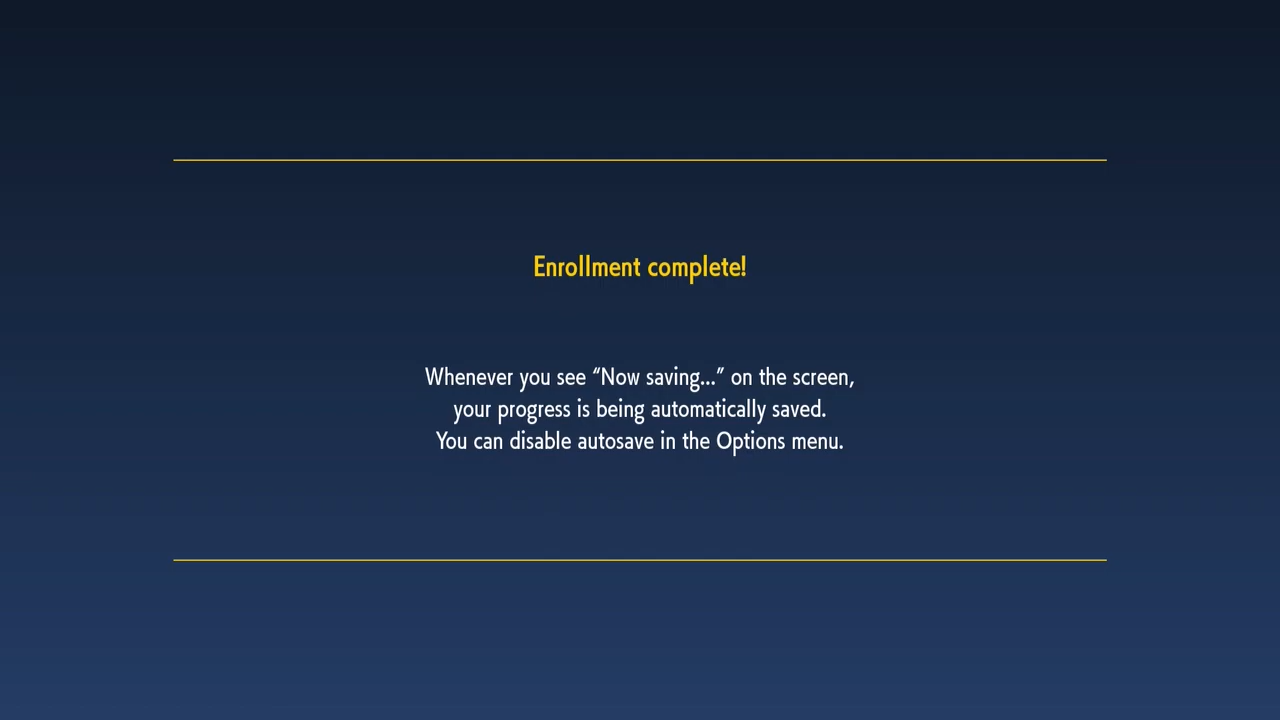 Enrollment complete!
Whenever you see “Now saving...” on the screen,
your progress is being automatically saved.
You can disable autosave in the Options menu.